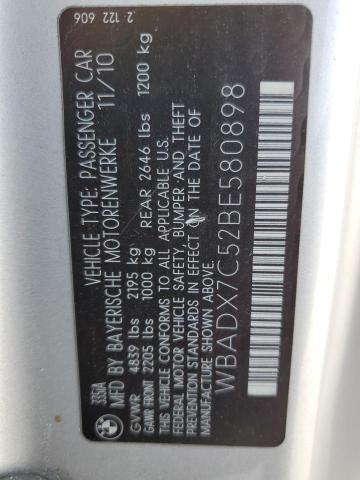 2 122 606
335iA
VEHICLE TYPE: PASSENGER CAR
MFD BY BAYERISCHE MOTORENWERKE 11/10
GVWR 4839 lbs 2195 kg
GAWR FRONT 2205 lbs 1000 kg REAR 2646 lbs 1200 kg
THIS VEHICLE CONFORMS TO ALL APPLICABLE U.S.
FEDERAL MOTOR VEHICLE SAFETY, BUMPER AND THEFT
PREVENTION STANDARDS IN EFFECT ON THE DATE OF
MANUFACTURE SHOWN ABOVE.
WBADX7C52BE580898